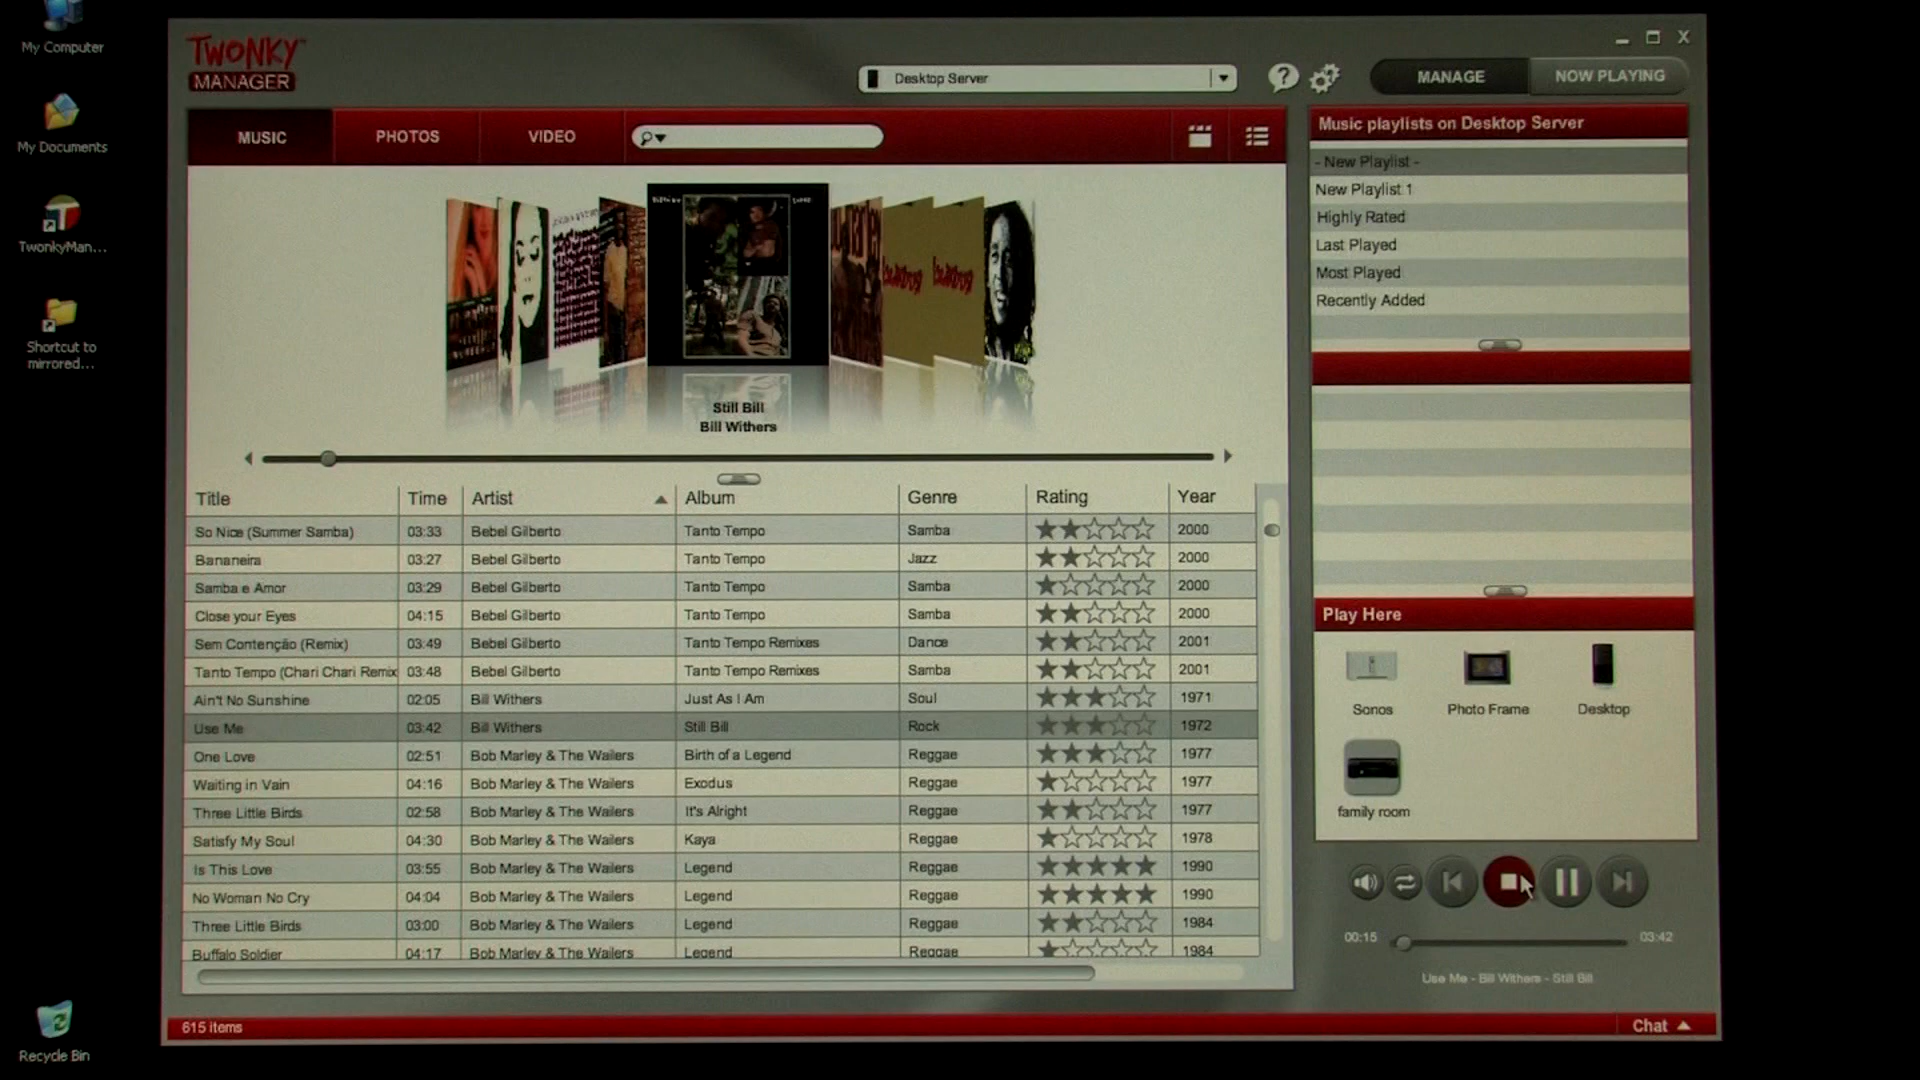 My Computer
My Documents
TwonkyMan...
Shortcut to
mirrored...
Recycle Bin
TWONKY
MANAGER
Desktop Server
?
MANAGE
NOW PLAYING
X
MUSIC
PHOTOS
VIDEO
Still Bill
Bill Withers
Title Time Artist Album Genre Rating Year
So Nice (Summer Samba) 03:33 Bebel Gilberto Tanto Tempo Samba 2000
Bananeira 03:27 Bebel Gilberto Tanto Tempo Jazz 2000
Samba e Amor 03:29 Bebel Gilberto Tanto Tempo Samba 2000
Close your Eyes 04:15 Bebel Gilberto Tanto Tempo Samba 2000
Sem Contenção (Remix) 03:49 Bebel Gilberto Tanto Tempo Remixes Dance 2001
Tanto Tempo (Chari Chari Remix 03:48 Bebel Gilberto Tanto Tempo Remixes Samba 2001
Ain't No Sunshine 02:05 Bill Withers Just As I Am Soul 1971
Use Me 03:42 Bill Withers Still Bill Rock 1972
One Love 02:51 Bob Marley & The Wailers Birth of a Legend Reggae 1977
Waiting in Vain 04:16 Bob Marley & The Wailers Exodus Reggae 1977
Three Little Birds 02:58 Bob Marley & The Wailers It's Alright Reggae 1977
Satisfy My Soul 04:30 Bob Marley & The Wailers Kaya Reggae 1978
Is This Love 03:55 Bob Marley & The Wailers Legend Reggae 1990
No Woman No Cry 04:04 Bob Marley & The Wailers Legend Reggae 1990
Three Little Birds 03:00 Bob Marley & The Wailers Legend Reggae 1984
Buffalo Soldier 04:17 Bob Marley & The Wailers Legend Reggae 1984
615 items
Music playlists on Desktop Server
- New Playlist -
New Playlist 1
Highly Rated
Last Played
Most Played
Recently Added
Play Here
Sonos
Photo Frame
Desktop
family room
00:15
03:42
Use Me - Bill Withers - Still Bill
Chat